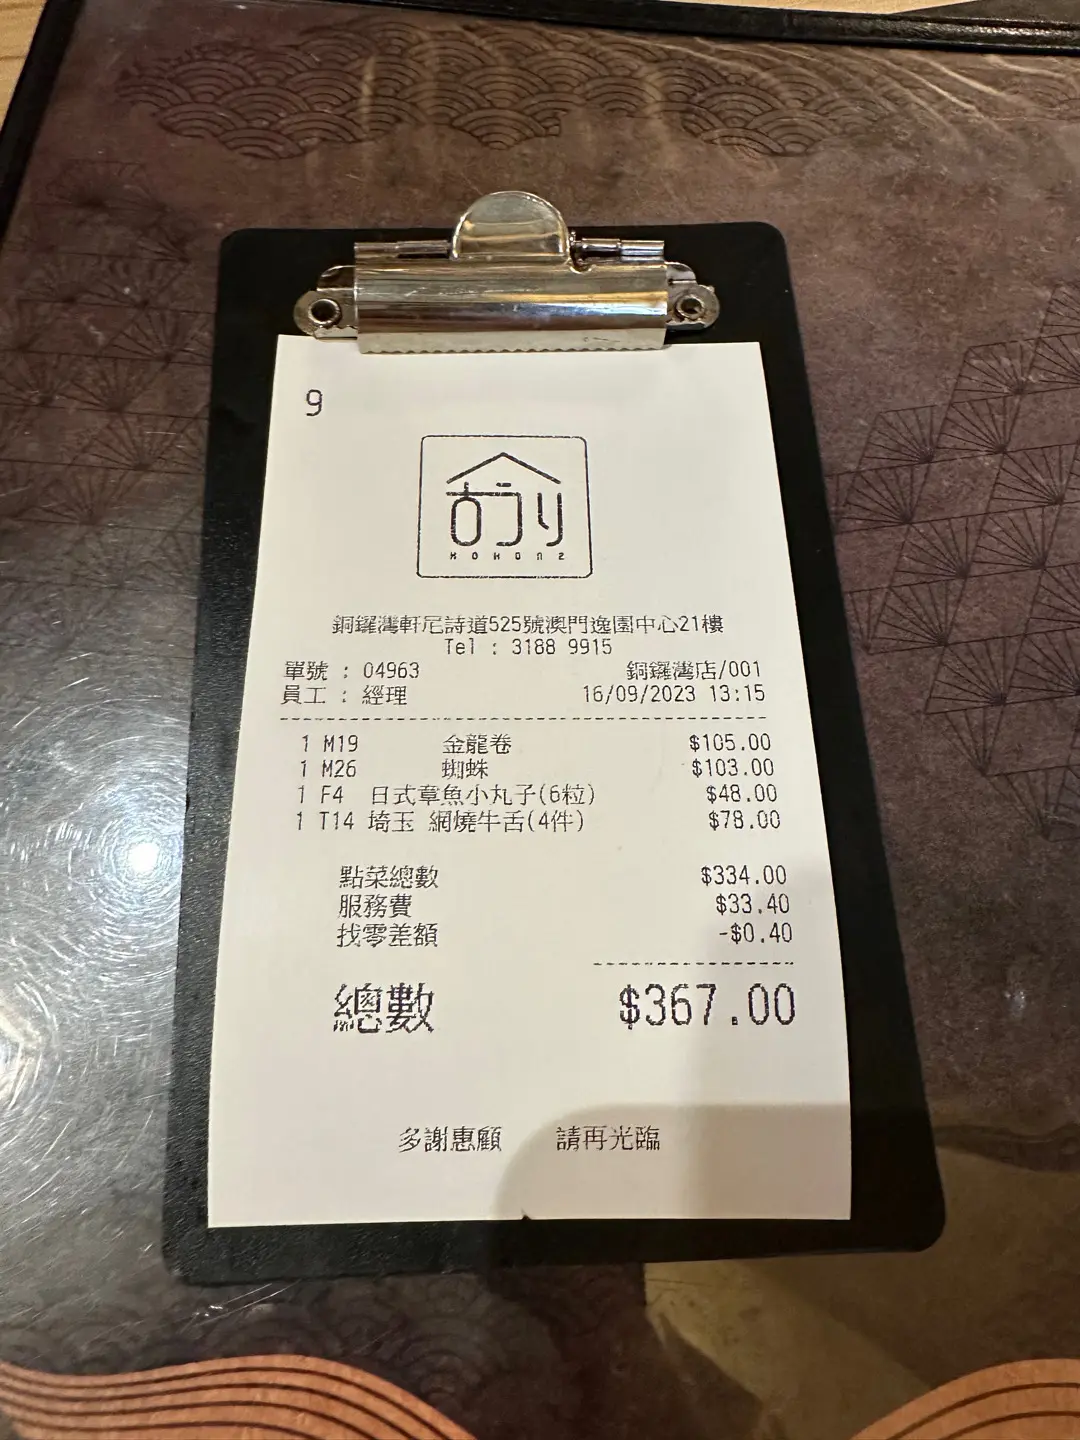 9
KOHONZ
銅鑼灣軒尼詩道525號澳門逸園中心21樓
Tel : 3188 9915
單號 : 04963 銅鑼灣店/001
員工 : 經理 16/09/2023 13:15
1 M19 金龍卷 $105.00
1 M26 蜘蛛 $103.00
1 F4 日式章魚小丸子(6粒) $48.00
1 T14 埼玉 網燒牛舌(4件) $78.00
點菜總數 $334.00
服務費 $33.40
找零差額 -$0.40
總數 $367.00
多謝惠顧 請再光臨